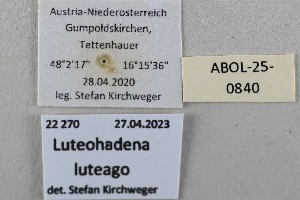 Austria-Niederösterreich
Gumpoldskirchen,
Tettenhauer
48°2'17" 16°15'36"
28.04.2020
leg. Stefan Kirchweger
ABOL-25-
0840
22 270 27.04.2023
Luteohadena
luteago
det. Stefan Kirchweger